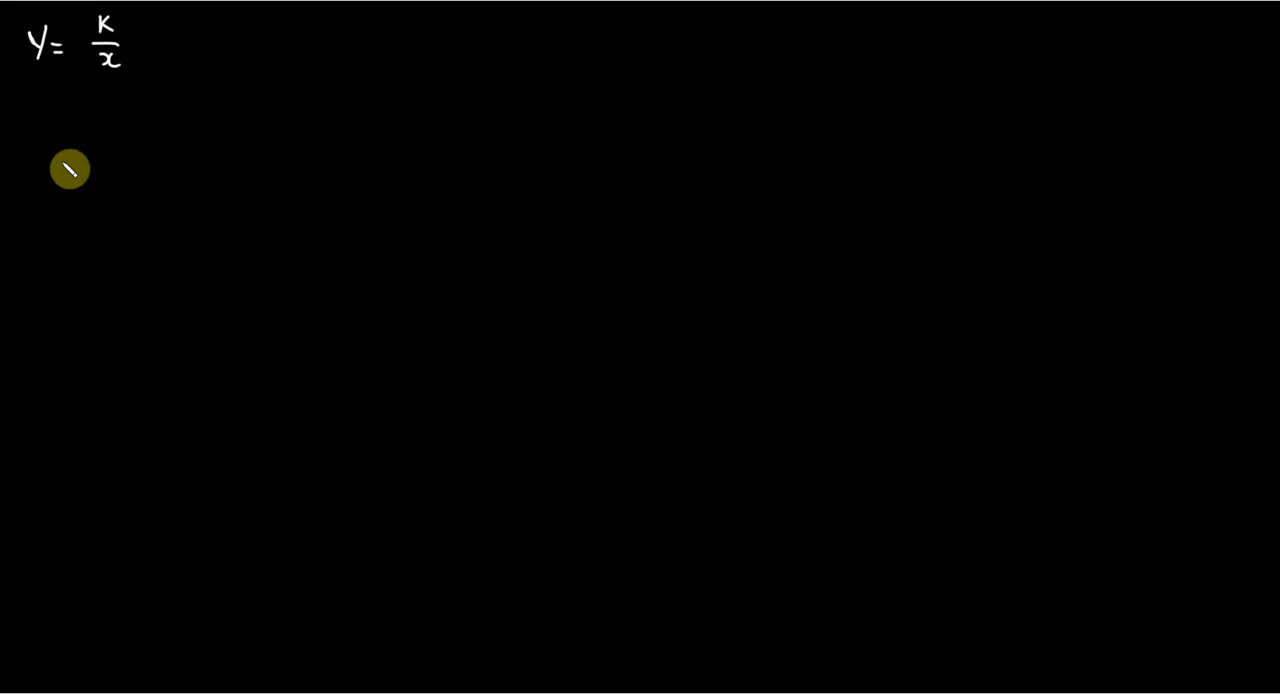 y = k/x